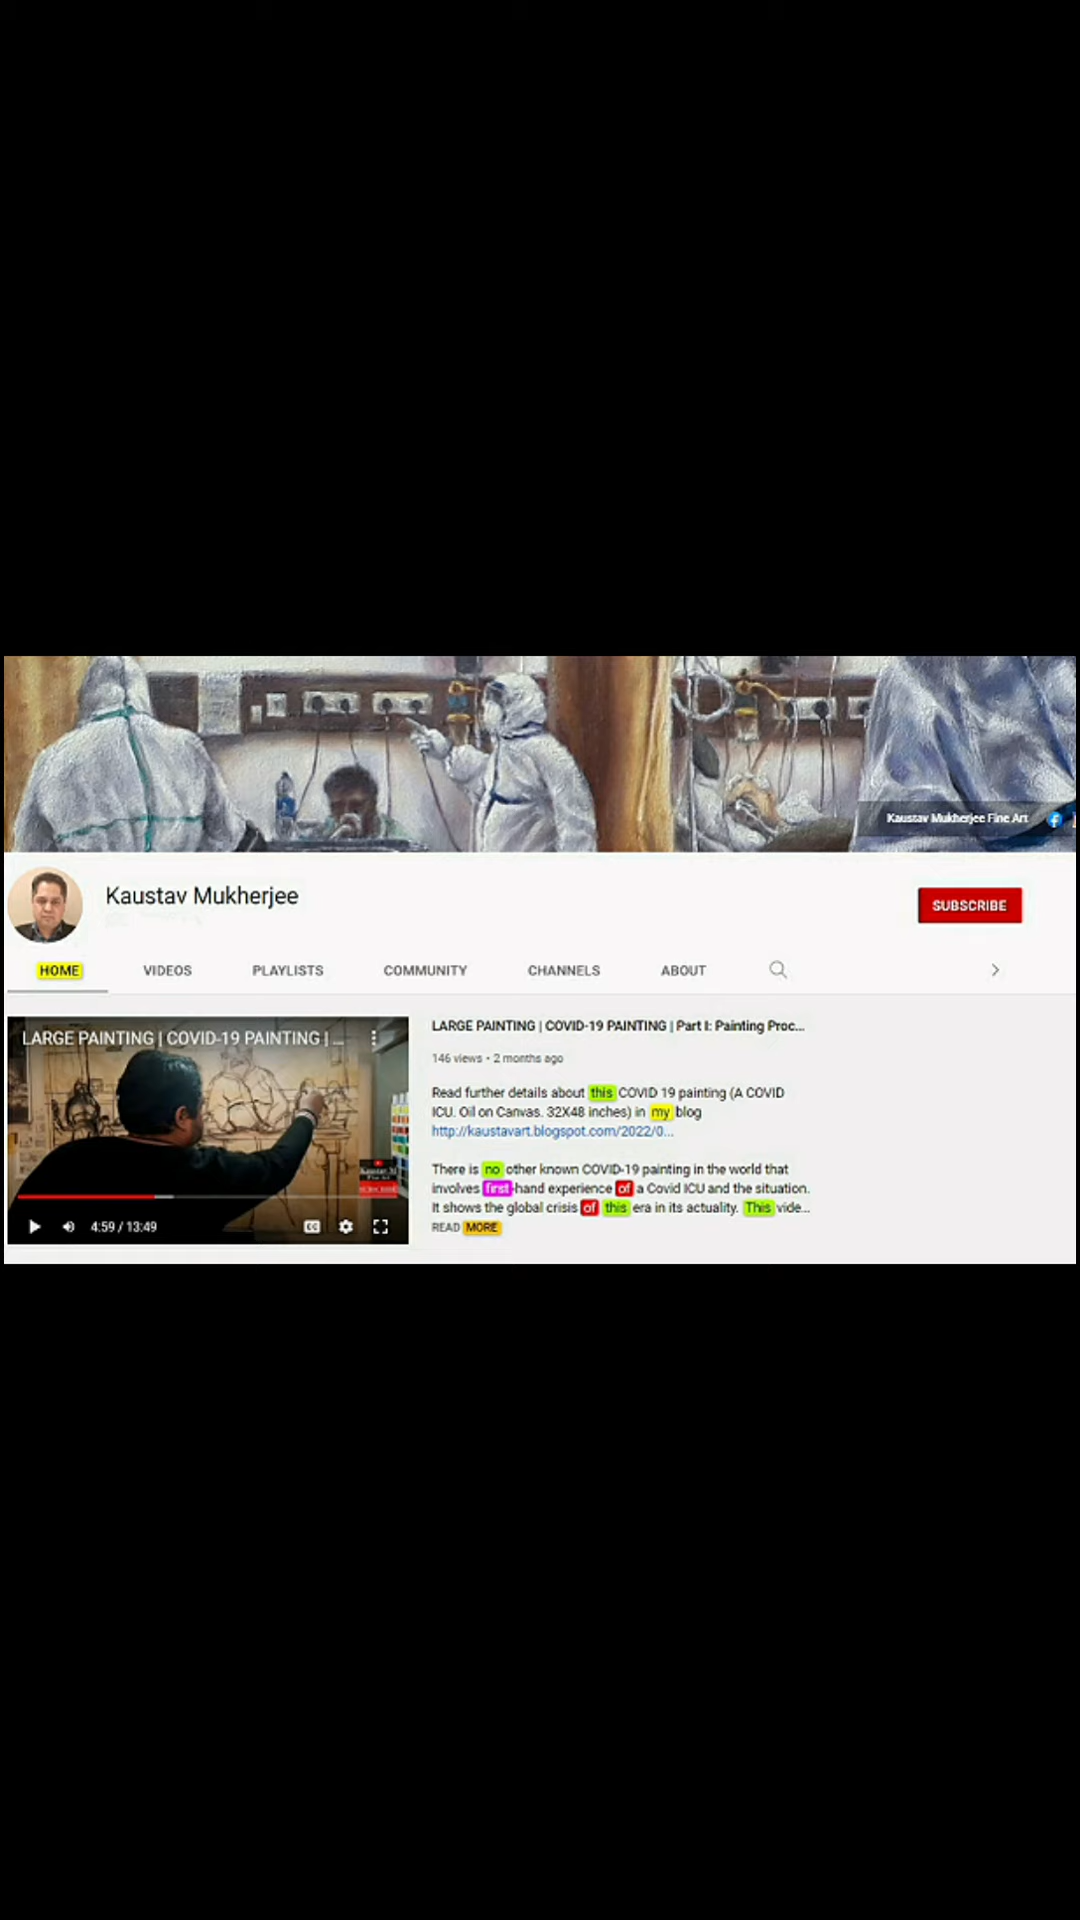 Kaustav Mukherjee Fine Art
Kaustav Mukherjee
SUBSCRIBE
HOME VIDEOS PLAYLISTS COMMUNITY CHANNELS ABOUT
LARGE PAINTING | COVID-19 PAINTING | ...
4:59 / 13:49
LARGE PAINTING | COVID-19 PAINTING | Part I: Painting Proc...
146 views • 2 months ago
Read further details about this COVID 19 painting (A COVID
ICU. Oil on Canvas. 32X48 inches) in my blog
http://kaustavart.blogspot.com/2022/0...
There is no other known COVID-19 painting in the world that
involves first-hand experience of a Covid ICU and the situation.
It shows the global crisis of this era in its actuality. This vide...
READ MORE